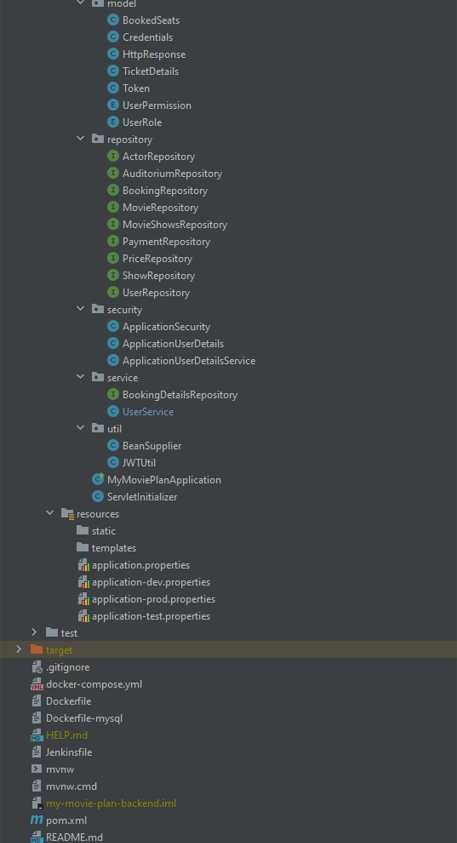 model
BookedSeats
Credentials
HttpResponse
TicketDetails
Token
UserPermission
UserRole
repository
ActorRepository
AuditoriumRepository
BookingRepository
MovieRepository
MovieShowsRepository
PaymentRepository
PriceRepository
ShowRepository
UserRepository
security
ApplicationSecurity
ApplicationUserDetails
ApplicationUserDetailsService
service
BookingDetailsRepository
UserService
util
BeanSupplier
JWTUtil
MyMoviePlanApplication
ServletInitializer
resources
static
templates
application.properties
application-dev.properties
application-prod.properties
application-test.properties
test
target
.gitignore
docker-compose.yml
Dockerfile
Dockerfile-mysql
HELP.md
Jenkinsfile
mvnw
mvnw.cmd
my-movie-plan-backend.iml
pom.xml
README.md